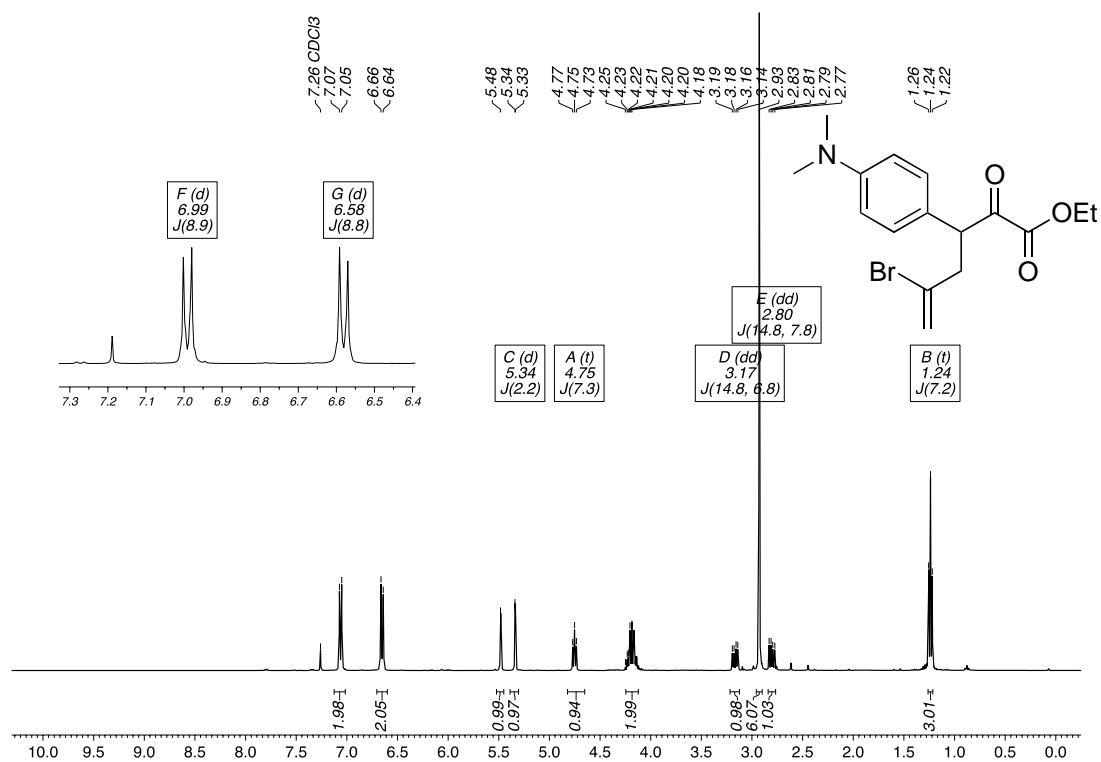 7.26 CDCl3
7.07
7.05
6.66
6.64
5.48
5.34
5.33
4.77
4.75
4.73
4.25
4.23
4.22
4.21
4.20
4.20
4.18
3.19
3.18
3.16
3.14
2.93
2.83
2.81
2.79
2.77
1.26
1.24
1.22
N
O
OEt
O
Br
F (d)
6.99
J(8.9)
G (d)
6.58
J(8.8)
E (dd)
2.80
J(14.8, 7.8)
C (d)
5.34
J(2.2)
A (t)
4.75
J(7.3)
D (dd)
3.17
J(14.8, 6.8)
B (t)
1.24
J(7.2)
7.3 7.2 7.1 7.0 6.9 6.8 6.7 6.6 6.5 6.4
1.98
2.05
0.99
0.97
0.94
1.99
0.98
6.07
1.03
3.01
10.0 9.5 9.0 8.5 8.0 7.5 7.0 6.5 6.0 5.5 5.0 4.5 4.0 3.5 3.0 2.5 2.0 1.5 1.0 0.5 0.0